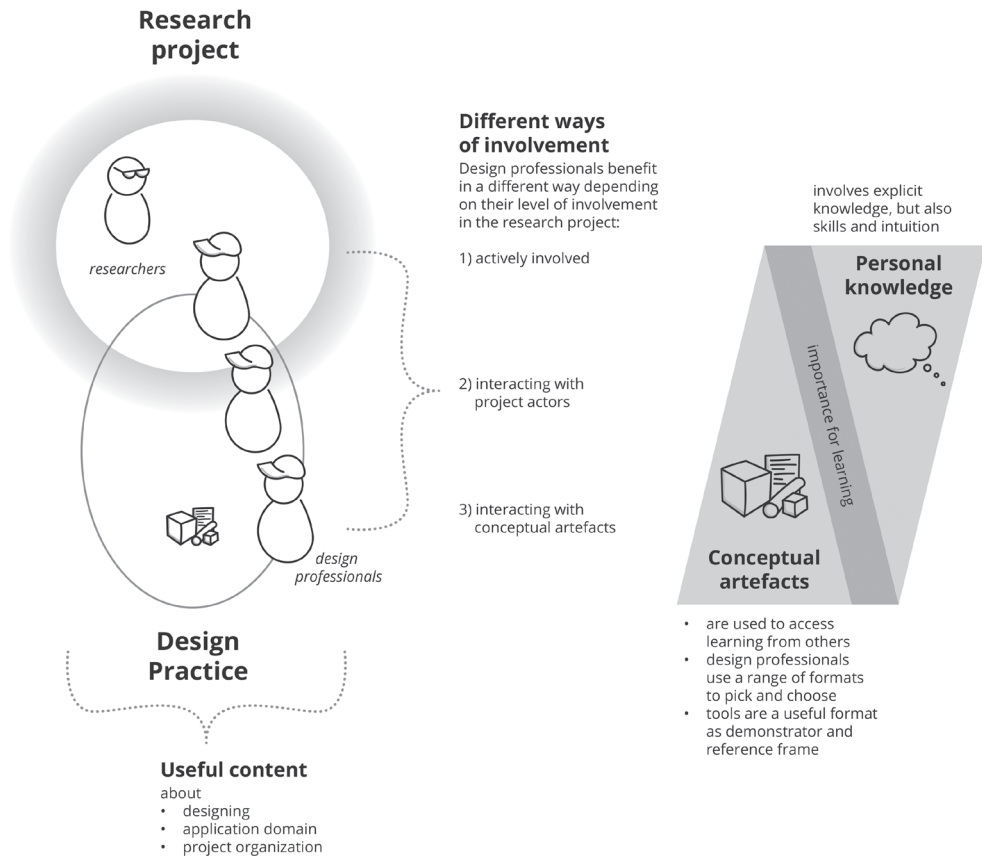 Research
project
researchers
design
professionals
Design
Practice
Useful content
about
• designing
• application domain
• project organization
Different ways
of involvement
Design professionals benefit
in a different way depending
on their level of involvement
in the research project:
1) actively involved
2) interacting with
project actors
3) interacting with
conceptual artefacts
involves explicit
knowledge, but also
skills and intuition
Personal
knowledge
importance for learning
Conceptual
artefacts
• are used to access
learning from others
• design professionals
use a range of formats
to pick and choose
• tools are a useful format
as demonstrator and
reference frame